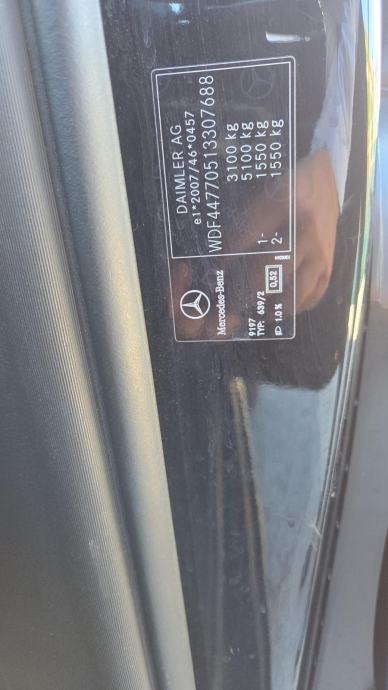 DAIMLER AG
e1*2007/46*0457
WDF44770513307688
3100 kg
5100 kg
1- 1550 kg
2- 1550 kg
Mercedes-Benz
9197
TYP: 639/2
0,52
1.0 %